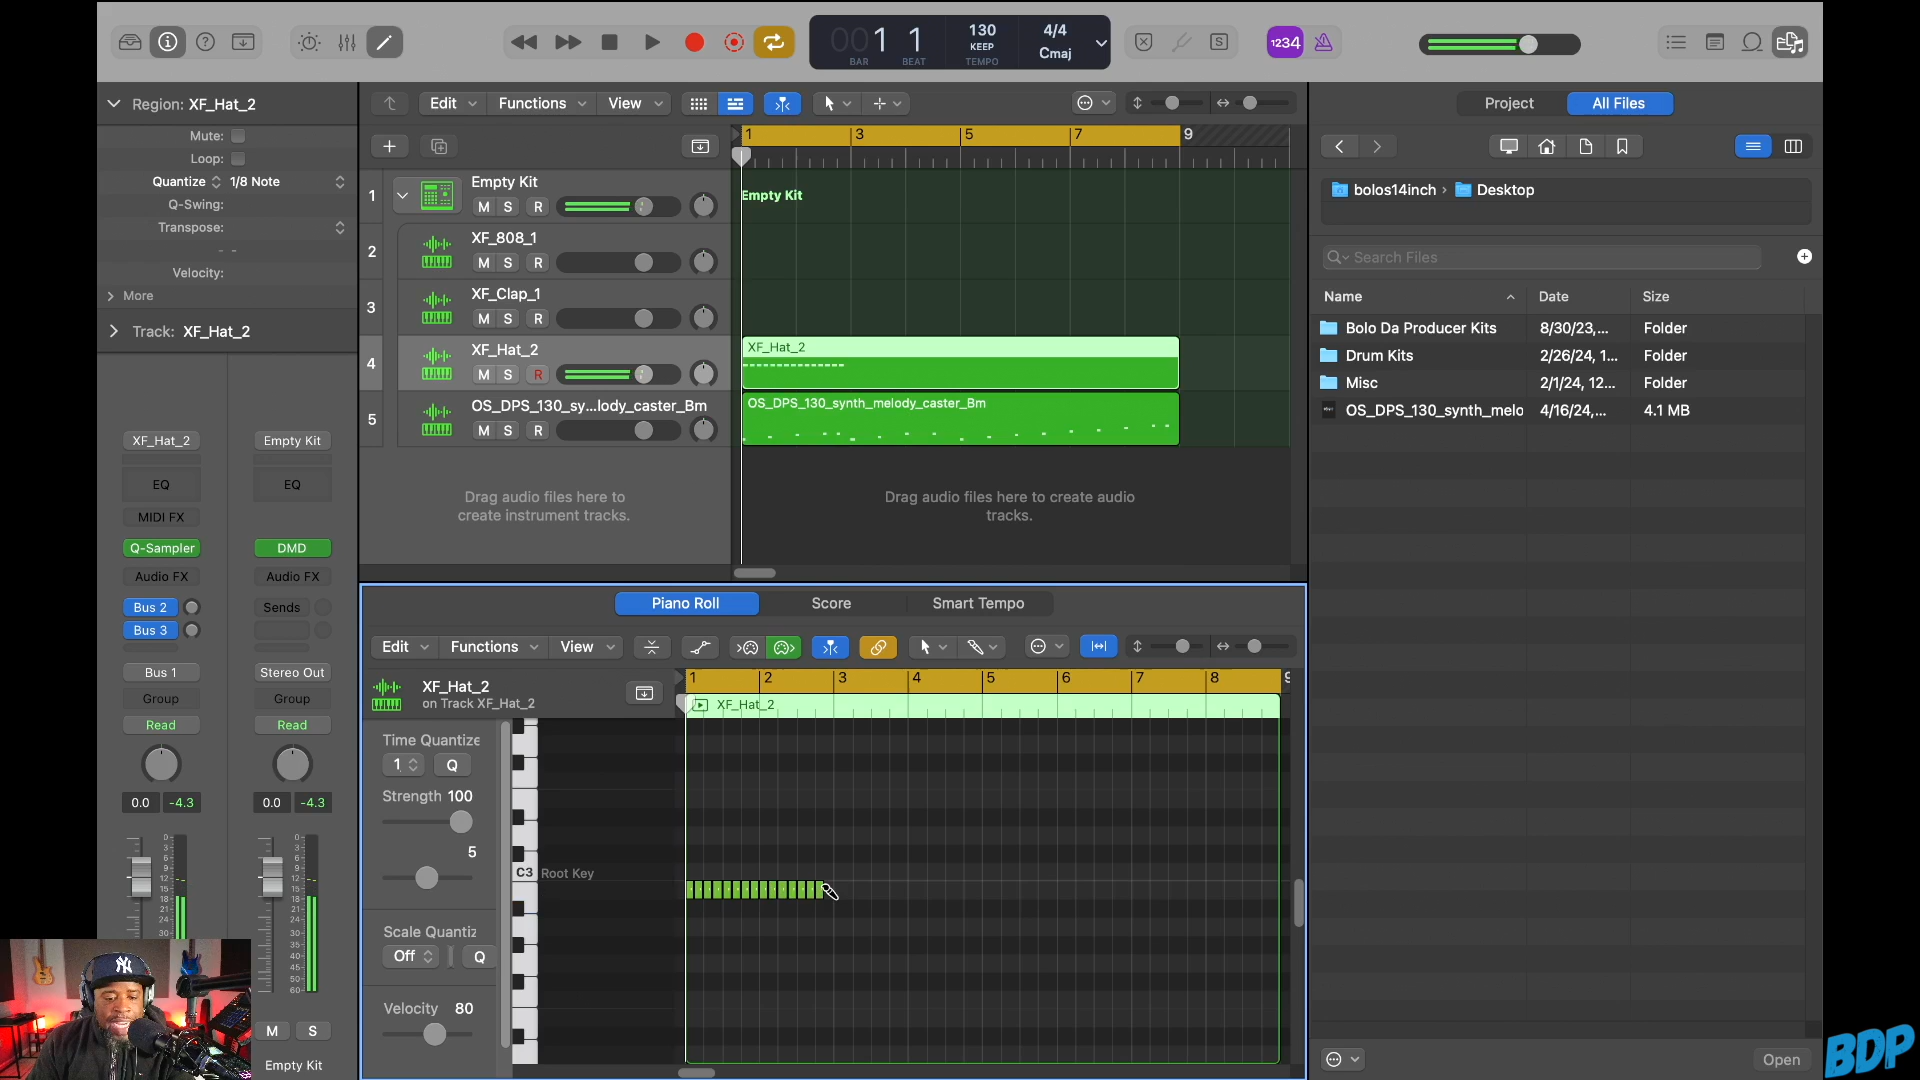 001 1
BAR BEAT
130
KEEP
TEMPO
4/4
Cmaj
1234
Region: XF_Hat_2
Mute:
Loop:
Quantize 1/8 Note
Q-Swing:
Transpose:
- -
Velocity:
More
Track: XF_Hat_2
Edit Functions View
1 3 5 7 9
1 Empty Kit
M S R
Empty Kit
2 XF_808_1
M S R
3 XF_Clap_1
M S R
4 XF_Hat_2
M S R
XF_Hat_2
5 OS_DPS_130_sy...lody_caster_Bm
M S R
OS_DPS_130_synth_melody_caster_Bm
Drag audio files here to
create instrument tracks.
Drag audio files here to create audio
tracks.
XF_Hat_2 Empty Kit
EQ EQ
MIDI FX
Q-Sampler DMD
Audio FX Audio FX
Bus 2 Sends
Bus 3
Bus 1 Stereo Out
Group Group
Read Read
0.0 -4.3 0.0 -4.3
M S
Empty Kit
Piano Roll Score Smart Tempo
Edit Functions View
XF_Hat_2
on Track XF_Hat_2
1 2 3 4 5 6 7 8 9
XF_Hat_2
Time Quantize
1 Q
Strength 100
5
Scale Quantiz
Off Q
Velocity 80
C3 Root Key
Project All Files
bolos14inch › Desktop
Search Files
Name Date Size
Bolo Da Producer Kits 8/30/23,... Folder
Drum Kits 2/26/24, 1... Folder
Misc 2/1/24, 12... Folder
OS_DPS_130_synth_melo 4/16/24,... 4.1 MB
Open
BDP